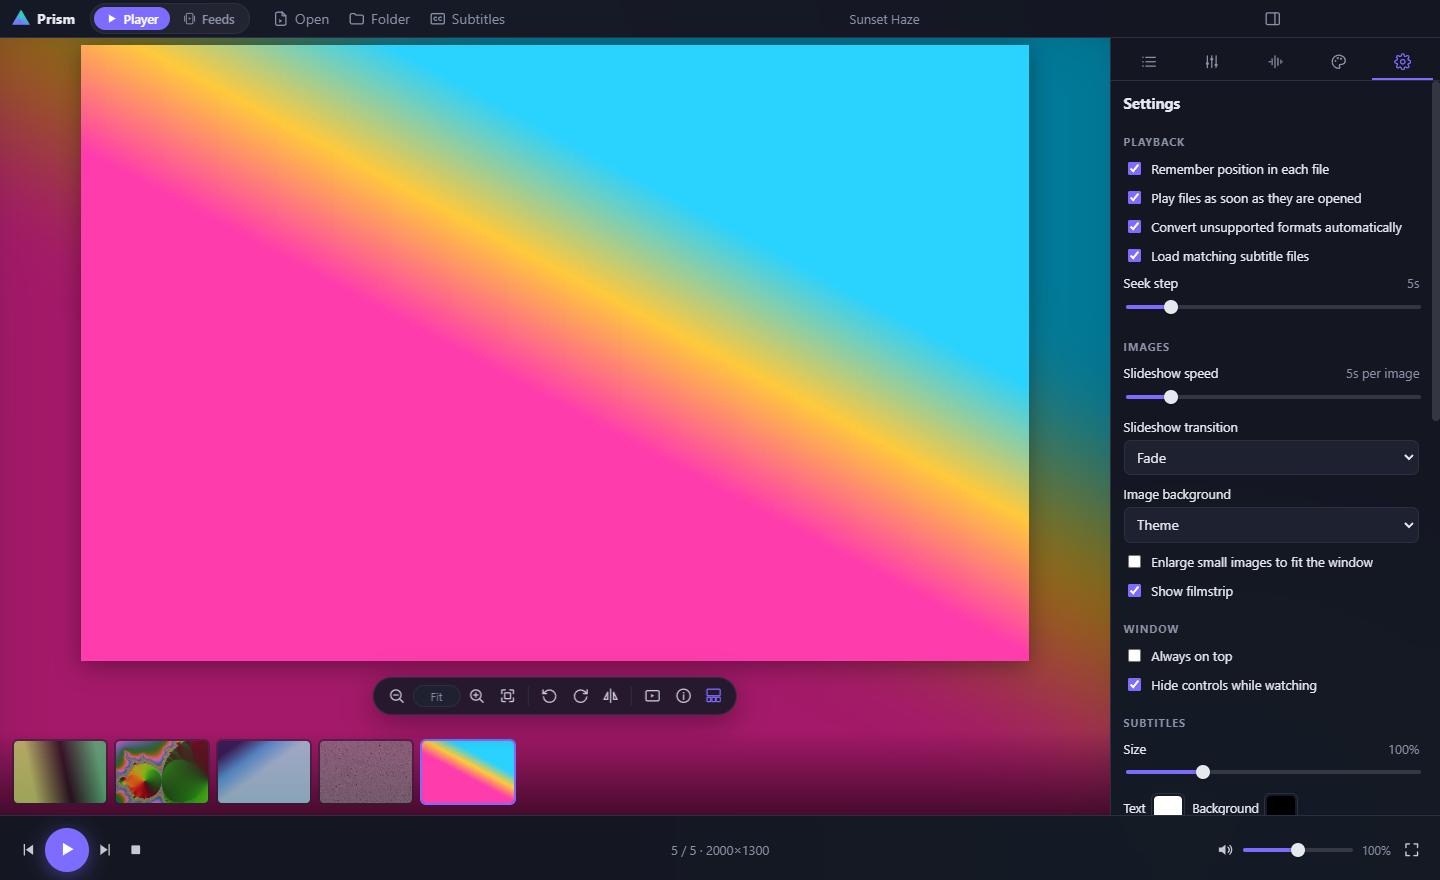 Prism
Player
Feeds
Open
Folder
Subtitles
Sunset Haze
Settings
PLAYBACK
Remember position in each file
Play files as soon as they are opened
Convert unsupported formats automatically
Load matching subtitle files
Seek step 5s
IMAGES
Slideshow speed 5s per image
Slideshow transition
Fade
Image background
Theme
Enlarge small images to fit the window
Show filmstrip
WINDOW
Always on top
Hide controls while watching
SUBTITLES
Size 100%
Text Background
Fit
5 / 5 · 2000×1300
100%